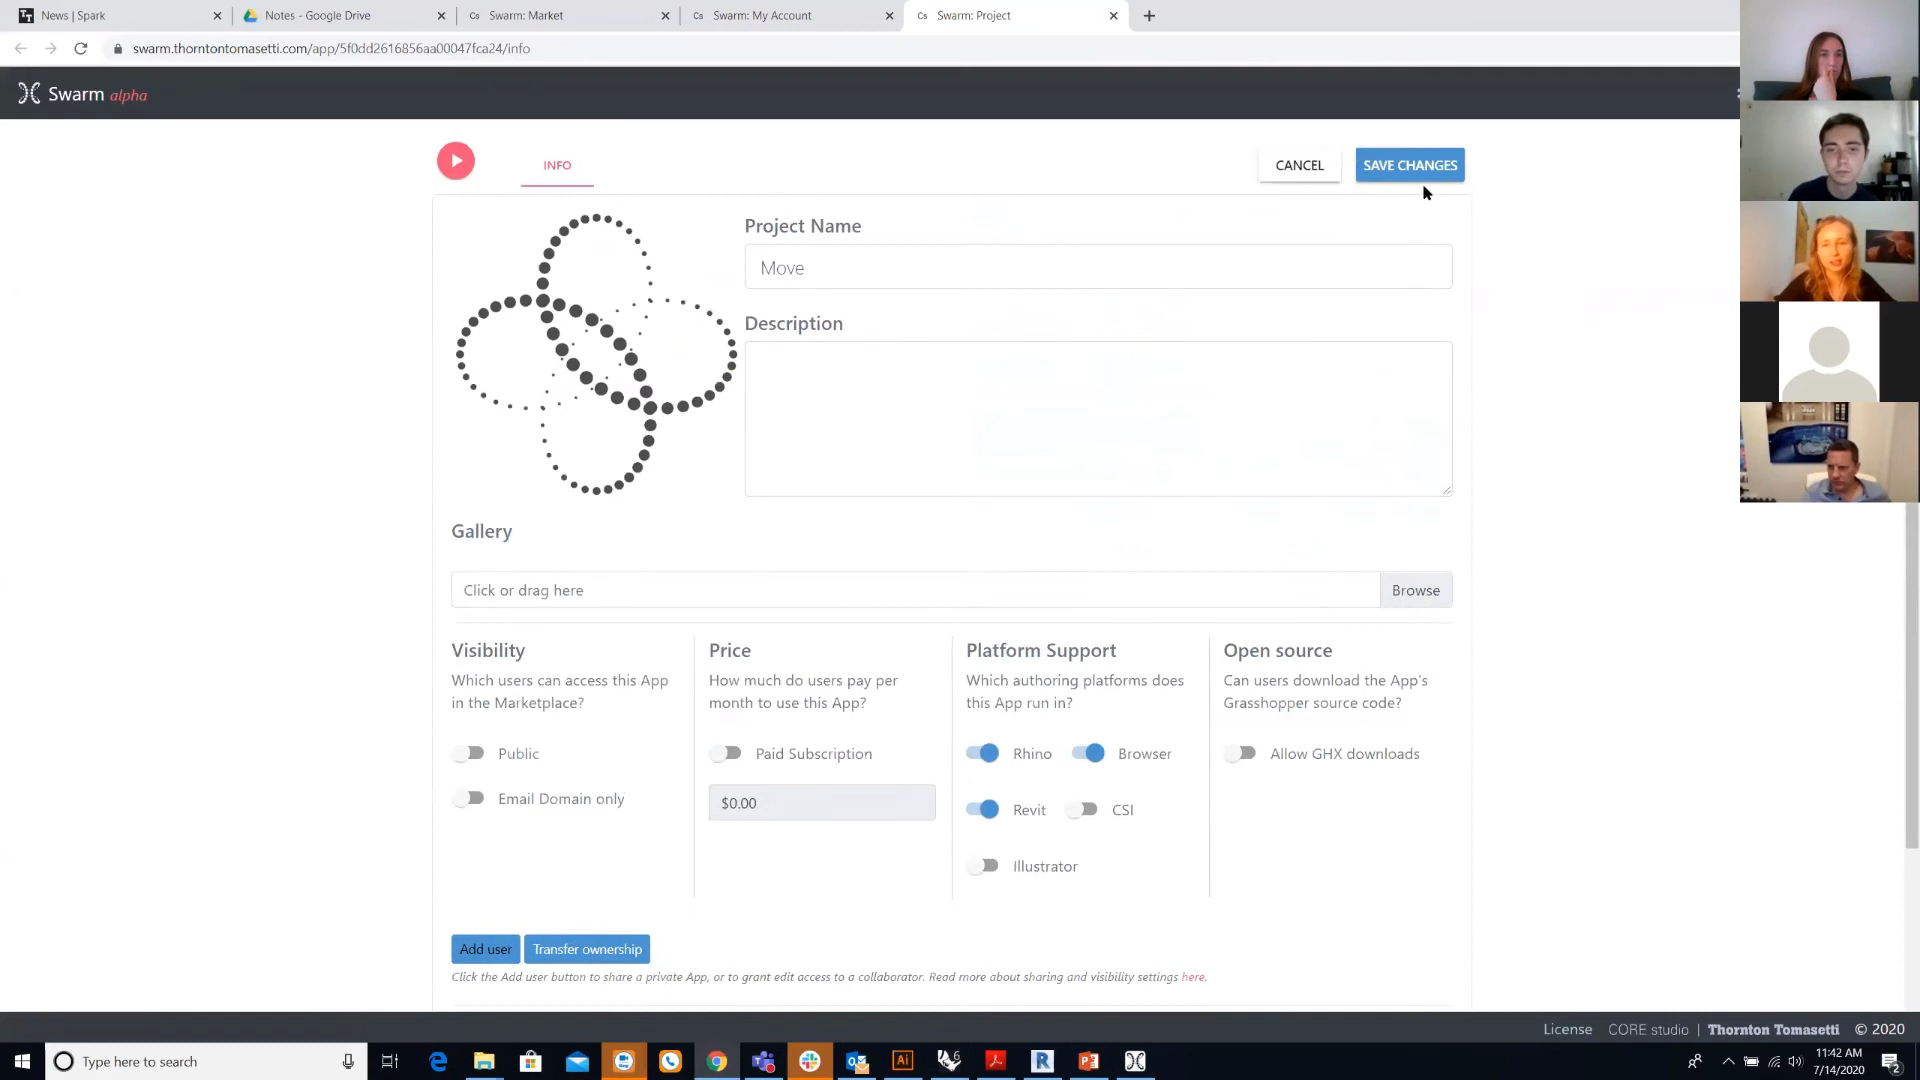 News | Spark
Notes - Google Drive
Cs Swarm: Market
Cs Swarm: My Account
Cs Swarm: Project
swarm.thorntontomasetti.com/app/5f0dd2616856aa00047fca24/info
Swarm alpha
INFO
CANCEL
SAVE CHANGES
Project Name
Move
Description
Gallery
Click or drag here
Browse
Visibility
Which users can access this App
in the Marketplace?
Public
Email Domain only
Price
How much do users pay per
month to use this App?
Paid Subscription
$0.00
Platform Support
Which authoring platforms does
this App run in?
Rhino
Browser
Revit
CSI
Illustrator
Open source
Can users download the App's
Grasshopper source code?
Allow GHX downloads
Add user
Transfer ownership
Click the Add user button to share a private App, or to grant edit access to a collaborator. Read more about sharing and visibility settings here.
License CORE studio | Thornton Tomasetti © 2020
Type here to search
11:42 AM
7/14/2020